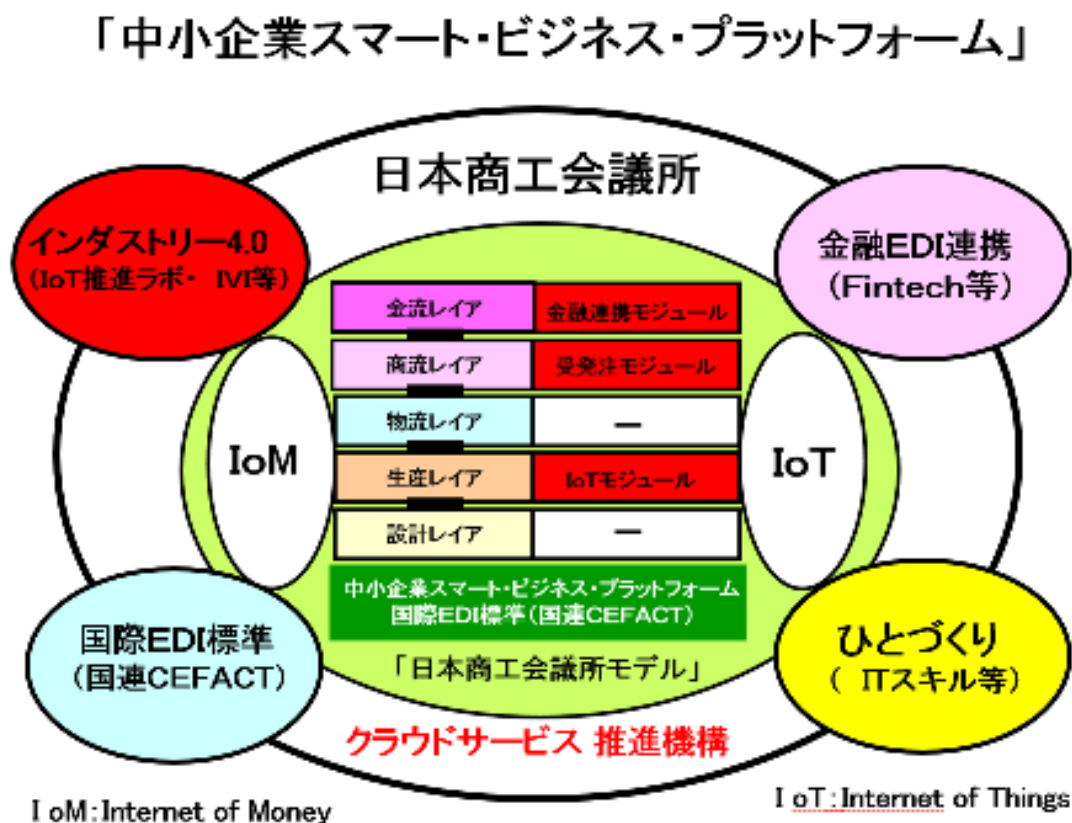 「中小企業スマート・ビジネス・プラットフォーム」
日本商工会議所
インダストリー4.0
(IoT推進ラボ・ IVI等)
金融EDI連携
(Fintech等)
金流レイア
金融連携モジュール
商流レイア
受発注モジュール
物流レイア
ー
生産レイア
IoTモジュール
設計レイア
ー
IoM
IoT
中小企業スマート・ビジネス・プラットフォーム
国際EDI標準(国連CEFACT)
「日本商工会議所モデル」
国際EDI標準
(国連CEFACT)
ひとづくり
( ITスキル等)
クラウドサービス 推進機構
I oM:Internet of Money
I oT:Internet of Things